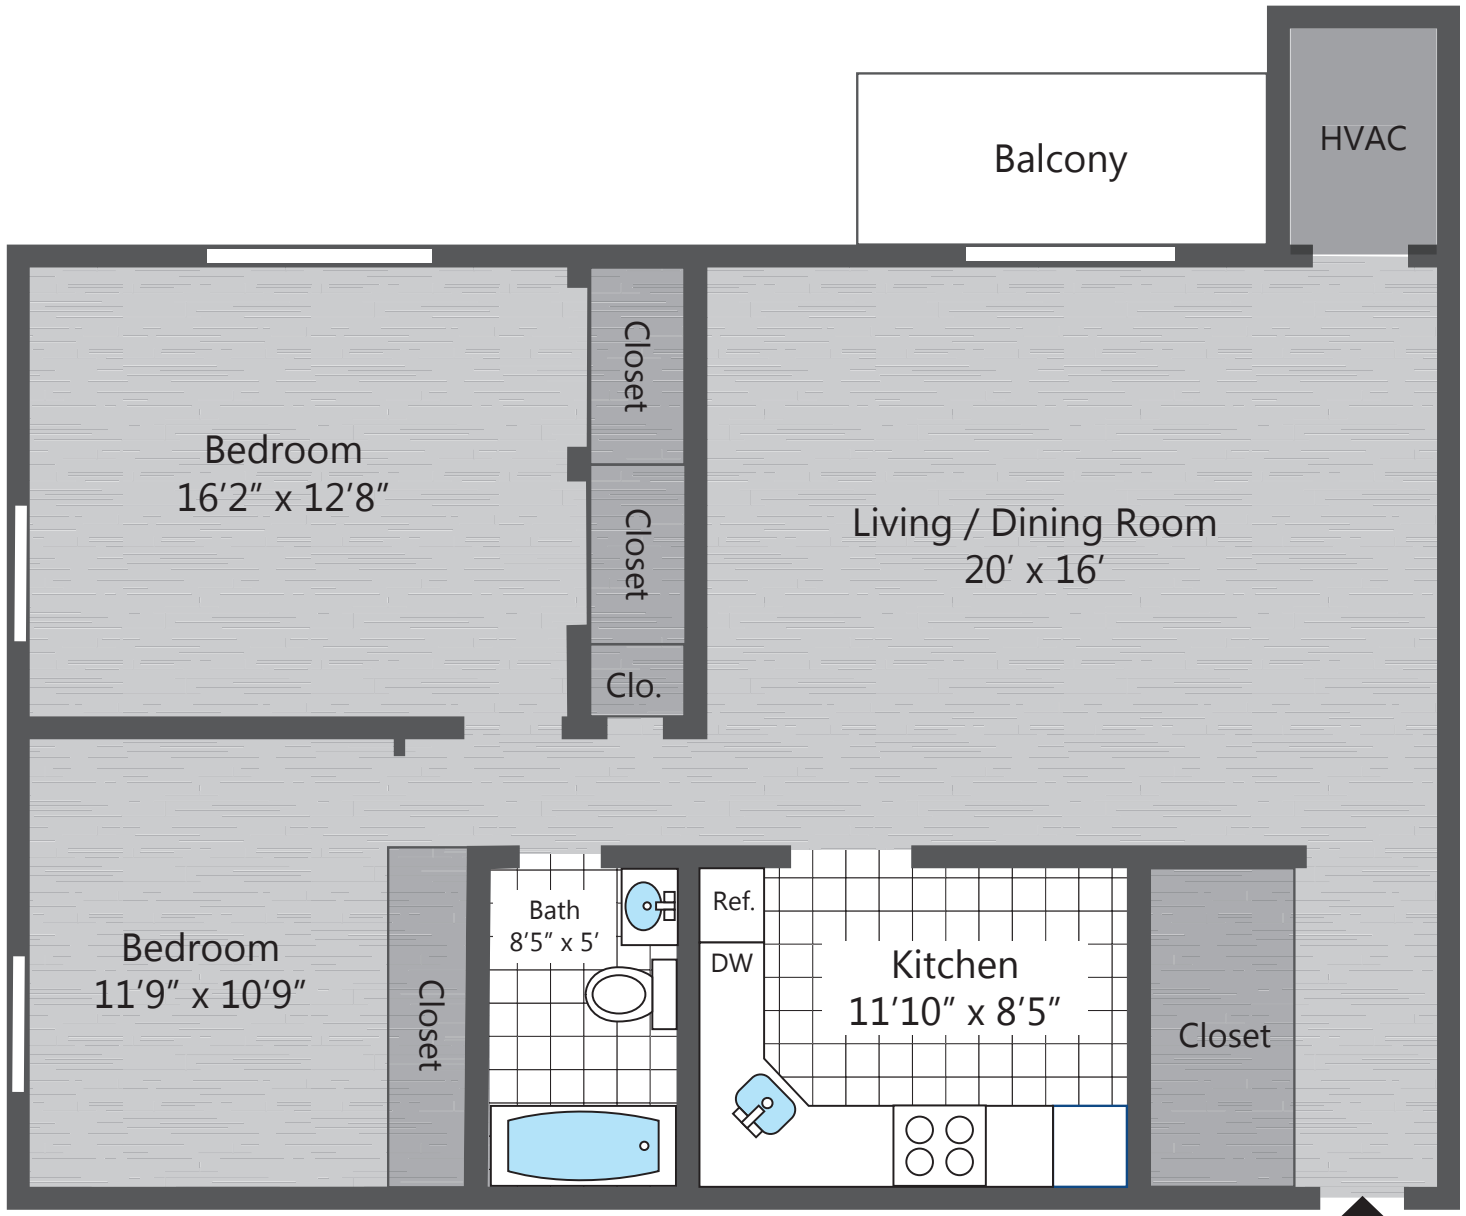 HVAC
Balcony
Closet
Bedroom
16'2" x 12'8"
Closet
Living / Dining Room
20' x 16'
Clo.
Ref.
Bath
8'5" x 5'
DW
Kitchen
11'10" x 8'5"
Bedroom
11'9" x 10'9"
Closet
Closet